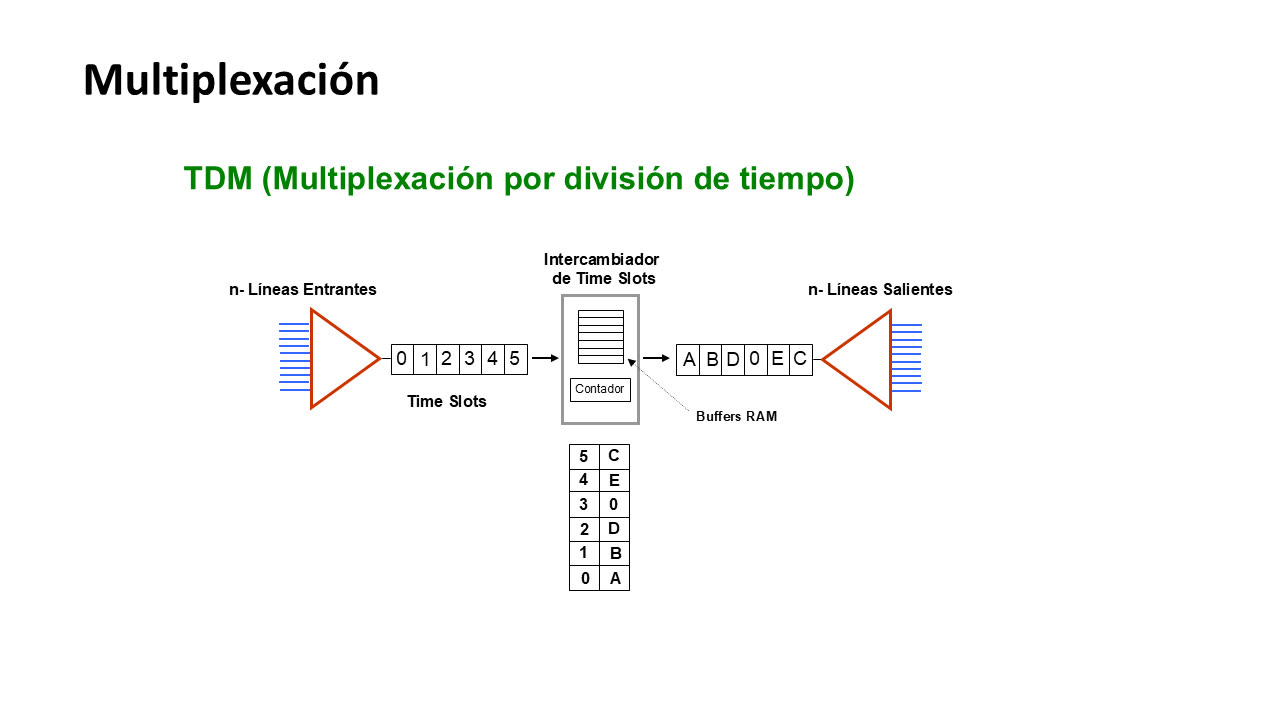 Multiplexación
TDM (Multiplexación por división de tiempo)
Intercambiador
de Time Slots
n- Líneas Entrantes
n- Líneas Salientes
0 1 2 3 4 5
A B D 0 E C
Contador
Time Slots
Buffers RAM
5 C
4 E
3 0
2 D
1 B
0 A